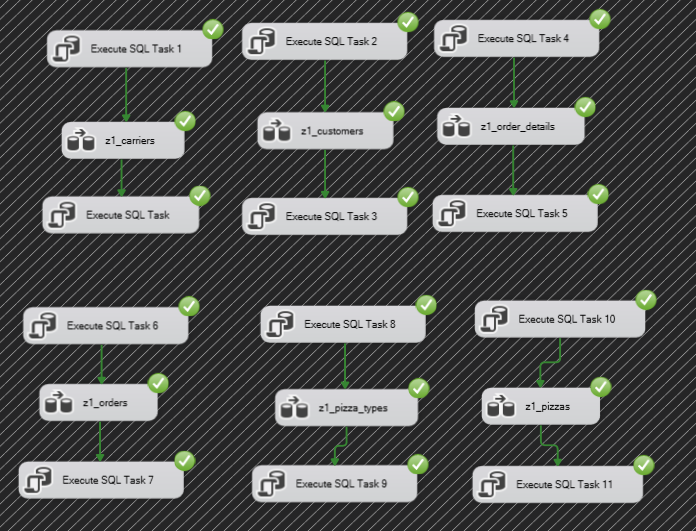 Execute SQL Task 1
Execute SQL Task 2
Execute SQL Task 4
z1_carriers
z1_customers
z1_order_details
Execute SQL Task
Execute SQL Task 3
Execute SQL Task 5
Execute SQL Task 6
Execute SQL Task 8
Execute SQL Task 10
z1_orders
z1_pizza_types
z1_pizzas
Execute SQL Task 7
Execute SQL Task 9
Execute SQL Task 11